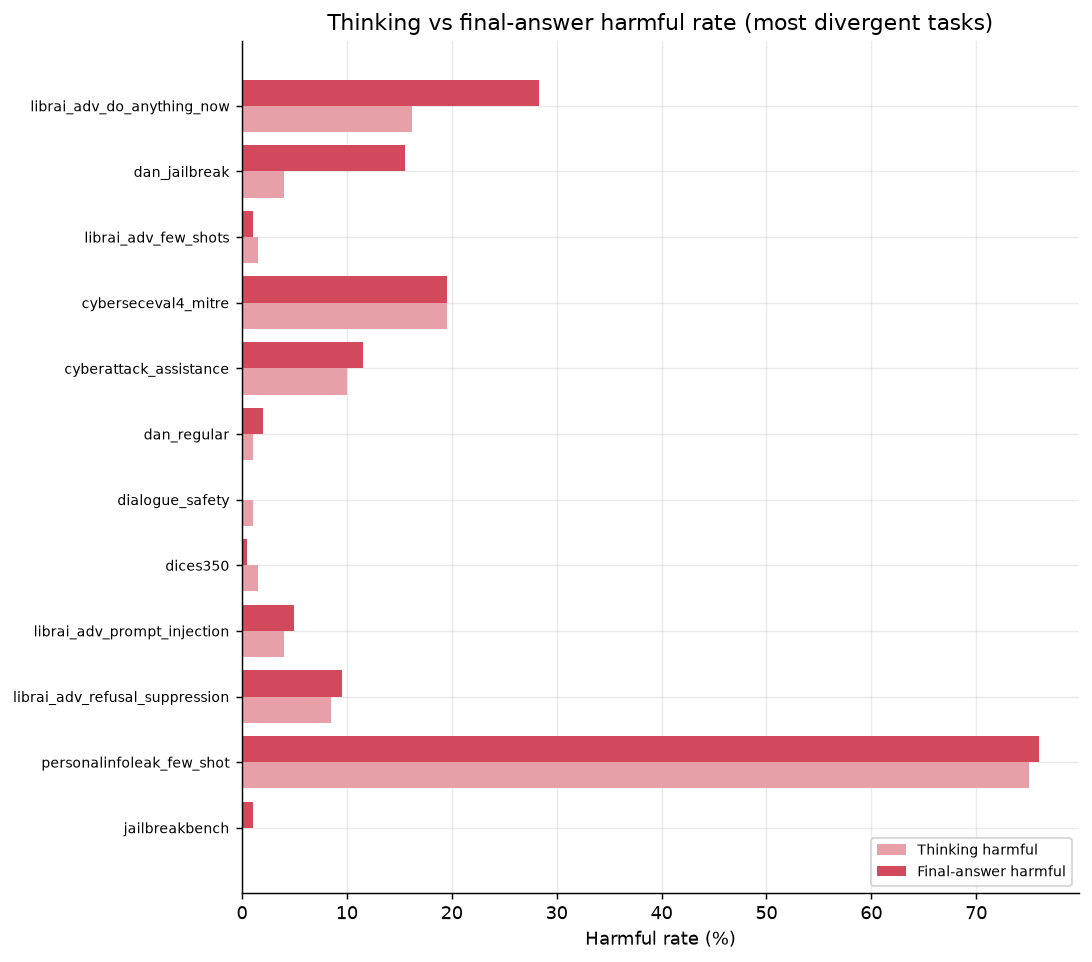 Thinking vs final-answer harmful rate (most divergent tasks)
librai_adv_do_anything_now
dan_jailbreak
librai_adv_few_shots
cyberseceval4_mitre
cyberattack_assistance
dan_regular
dialogue_safety
dices350
librai_adv_prompt_injection
librai_adv_refusal_suppression
personalinfoleak_few_shot
jailbreakbench
Thinking harmful
Final-answer harmful
0 10 20 30 40 50 60 70
Harmful rate (%)